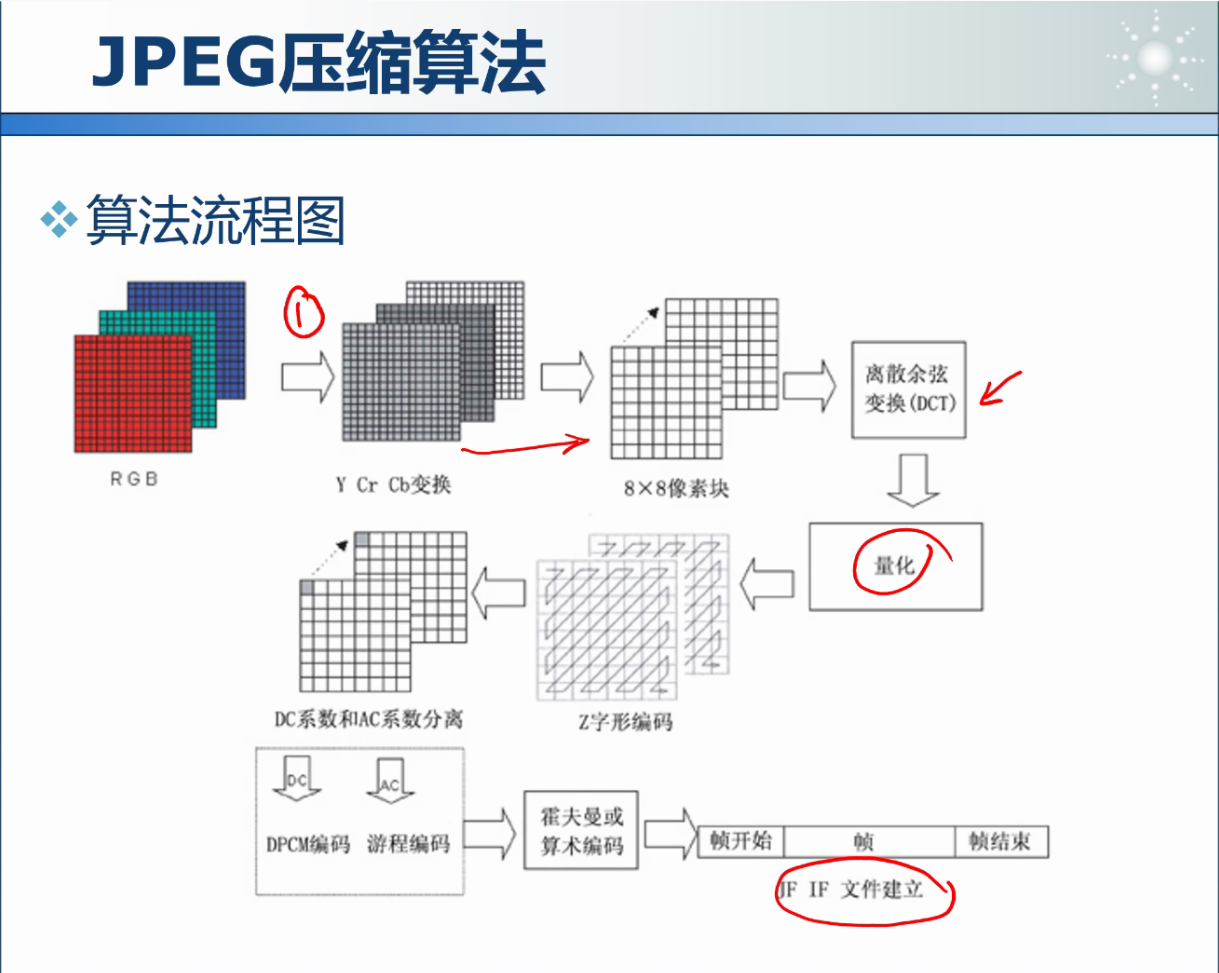 JPEG压缩算法
算法流程图
①
RGB
Y Cr Cb变换
8×8像素块
离散余弦
变换(DCT)
量化
Z字形编码
DC系数和AC系数分离
DC
AC
DPCM编码
游程编码
霍夫曼或
算术编码
帧开始
帧
帧结束
JF IF 文件建立